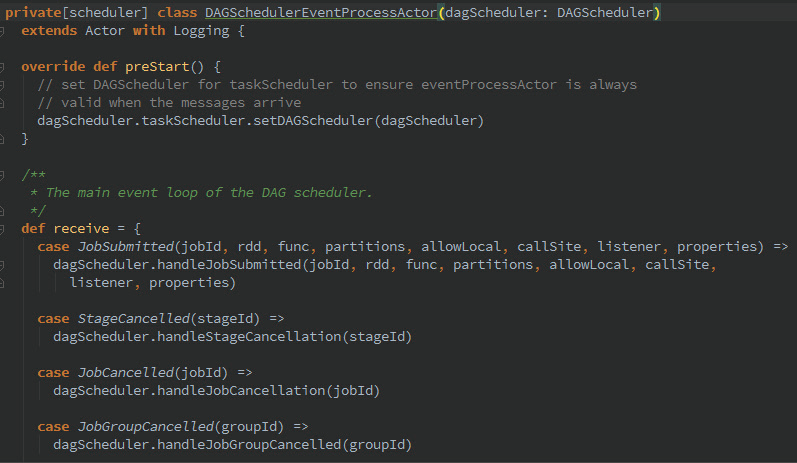 private[scheduler] class DAGSchedulerEventProcessActor(dagScheduler: DAGScheduler)
  extends Actor with Logging {

  override def preStart() {
    // set DAGScheduler for taskScheduler to ensure eventProcessActor is always
    // valid when the messages arrive
    dagScheduler.taskScheduler.setDAGScheduler(dagScheduler)
  }

  /**
   * The main event loop of the DAG scheduler.
   */
  def receive = {
    case JobSubmitted(jobId, rdd, func, partitions, allowLocal, callSite, listener, properties) =>
      dagScheduler.handleJobSubmitted(jobId, rdd, func, partitions, allowLocal, callSite,
        listener, properties)

    case StageCancelled(stageId) =>
      dagScheduler.handleStageCancellation(stageId)

    case JobCancelled(jobId) =>
      dagScheduler.handleJobCancellation(jobId)

    case JobGroupCancelled(groupId) =>
      dagScheduler.handleJobGroupCancelled(groupId)